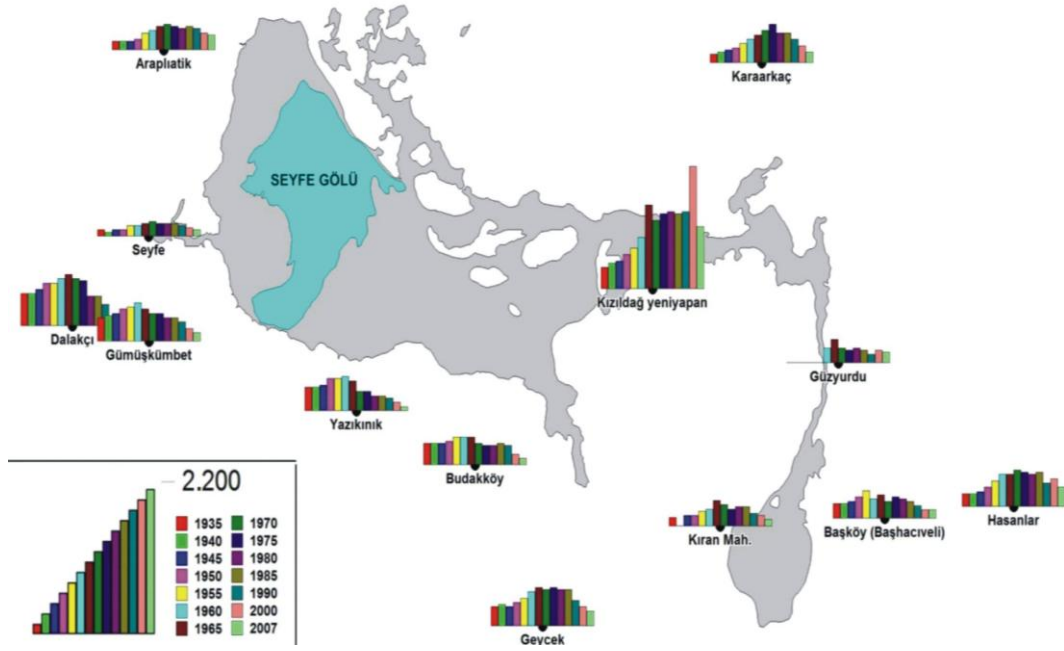 Araplıatik
Karaarkaç
SEYFE GÖLÜ
Seyfe
Kızıldağ yeniyapan
Dalakçı
Gümüşkümbet
Güzyurdu
Yazıkınık
Budakköy
Hasanlar
Başköy (Başhacıveli)
Kıran Mah.
Geycek
2.200
1935 1970
1940 1975
1945 1980
1950 1985
1955 1990
1960 2000
1965 2007